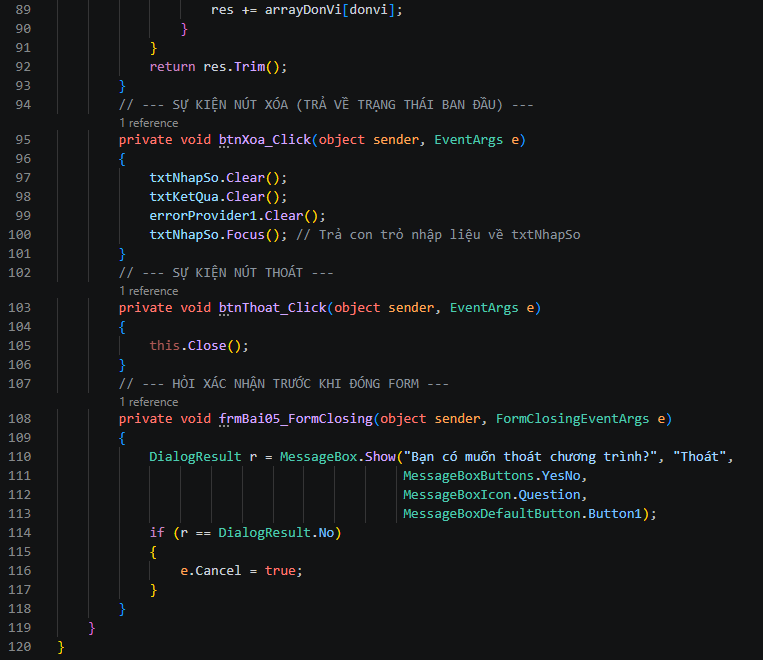 89 res += arrayDonVi[donvi];
90 }
91 }
92 return res.Trim();
93 }
94 // --- SỰ KIỆN NÚT XÓA (TRẢ VỀ TRẠNG THÁI BAN ĐẦU) ---
1 reference
95 private void btnXoa_Click(object sender, EventArgs e)
96 {
97 txtNhapSo.Clear();
98 txtKetQua.Clear();
99 errorProvider1.Clear();
100 txtNhapSo.Focus(); // Trả con trỏ nhập liệu về txtNhapSo
101 }
102 // --- SỰ KIỆN NÚT THOÁT ---
1 reference
103 private void btnThoat_Click(object sender, EventArgs e)
104 {
105 this.Close();
106 }
107 // --- HỎI XÁC NHẬN TRƯỚC KHI ĐÓNG FORM ---
1 reference
108 private void frmBai05_FormClosing(object sender, FormClosingEventArgs e)
109 {
110 DialogResult r = MessageBox.Show("Bạn có muốn thoát chương trình?", "Thoát",
111 MessageBoxButtons.YesNo,
112 MessageBoxIcon.Question,
113 MessageBoxDefaultButton.Button1);
114 if (r == DialogResult.No)
115 {
116 e.Cancel = true;
117 }
118 }
119 }
120 }